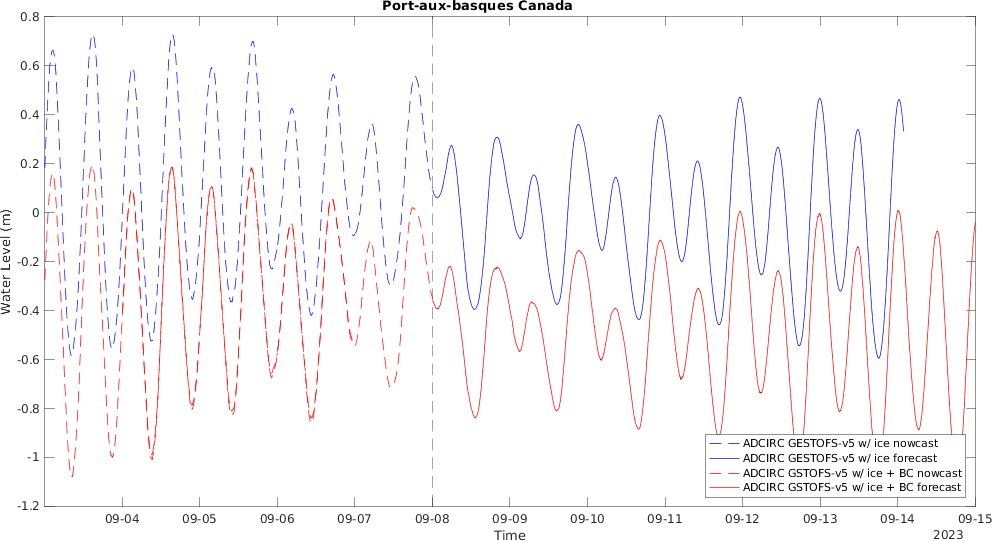 Port-aux-basques Canada
0.8
0.6
0.4
0.2
0
-0.2
-0.4
-0.6
-0.8
-1
-1.2
Water Level (m)
ADCIRC GESTOFS-v5 w/ ice nowcast
ADCIRC GESTOFS-v5 w/ ice forecast
ADCIRC GSTOFS-v5 w/ ice + BC nowcast
ADCIRC GSTOFS-v5 w/ ice + BC forecast
09-04 09-05 09-06 09-07 09-08 09-09 09-10 09-11 09-12 09-13 09-14 09-15
Time
2023